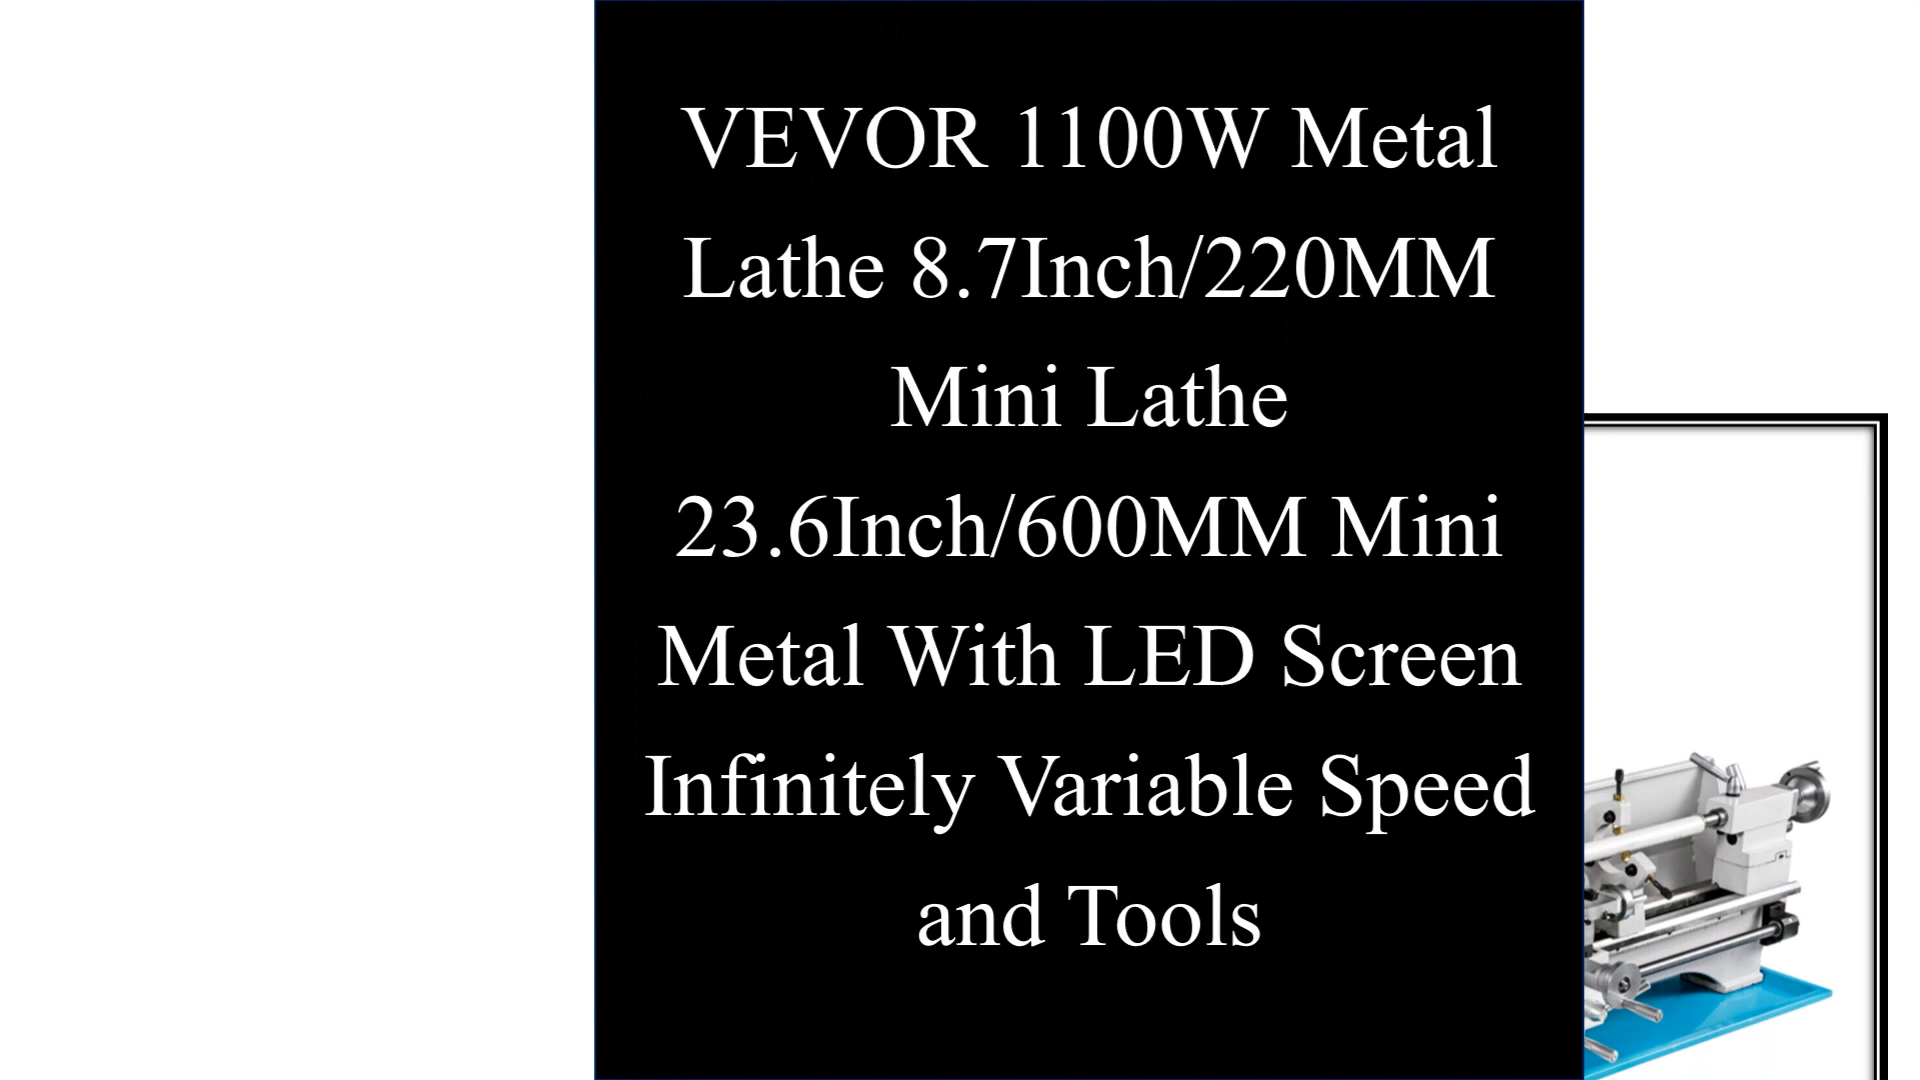 VEVOR 1100W Metal
Lathe 8.7Inch/220MM
Mini Lathe
23.6Inch/600MM Mini
Metal With LED Screen
Infinitely Variable Speed
and Tools